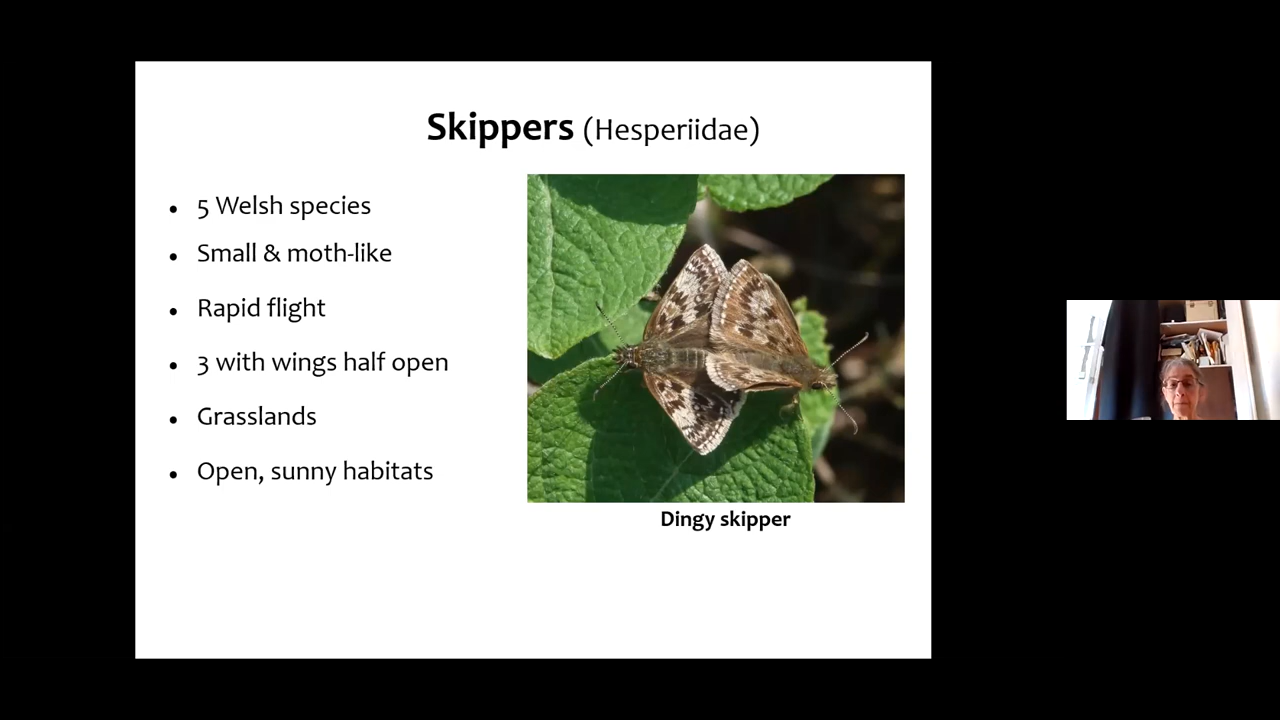 Skippers (Hesperiidae)
• 5 Welsh species
• Small & moth-like
• Rapid flight
• 3 with wings half open
• Grasslands
• Open, sunny habitats
Dingy skipper